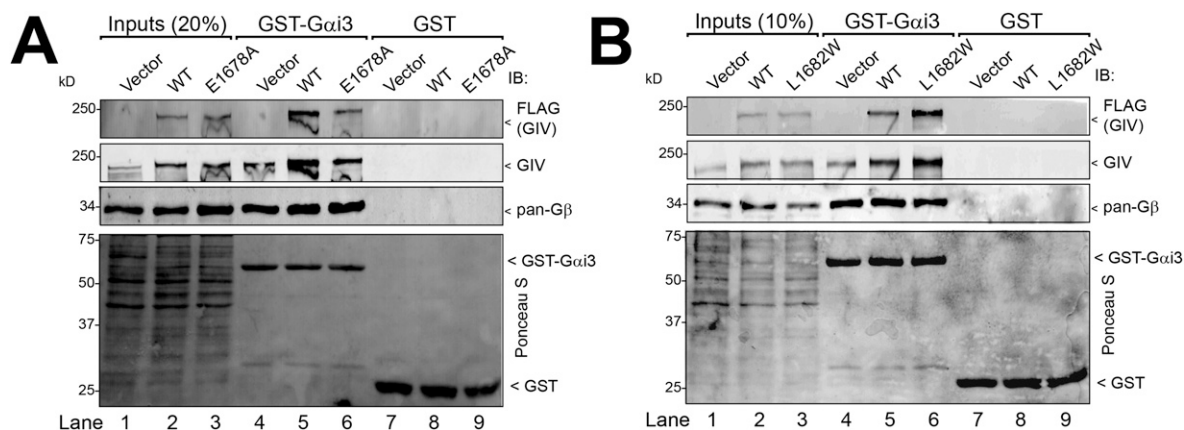 A
Inputs (20%) GST-Gαi3 GST
Vector WT E1678A Vector WT E1678A Vector WT E1678A
kD IB:
250 FLAG
< (GIV)
250 < GIV
34 < pan-Gβ
75
< GST-Gαi3
50
37
Ponceau S
25 < GST
Lane 1 2 3 4 5 6 7 8 9
B
Inputs (10%) GST-Gαi3 GST
Vector WT L1682W Vector WT L1682W Vector WT L1682W
kD IB:
250 FLAG
< (GIV)
250 < GIV
34 < pan-Gβ
75
< GST-Gαi3
50
37
Ponceau S
25 < GST
Lane 1 2 3 4 5 6 7 8 9